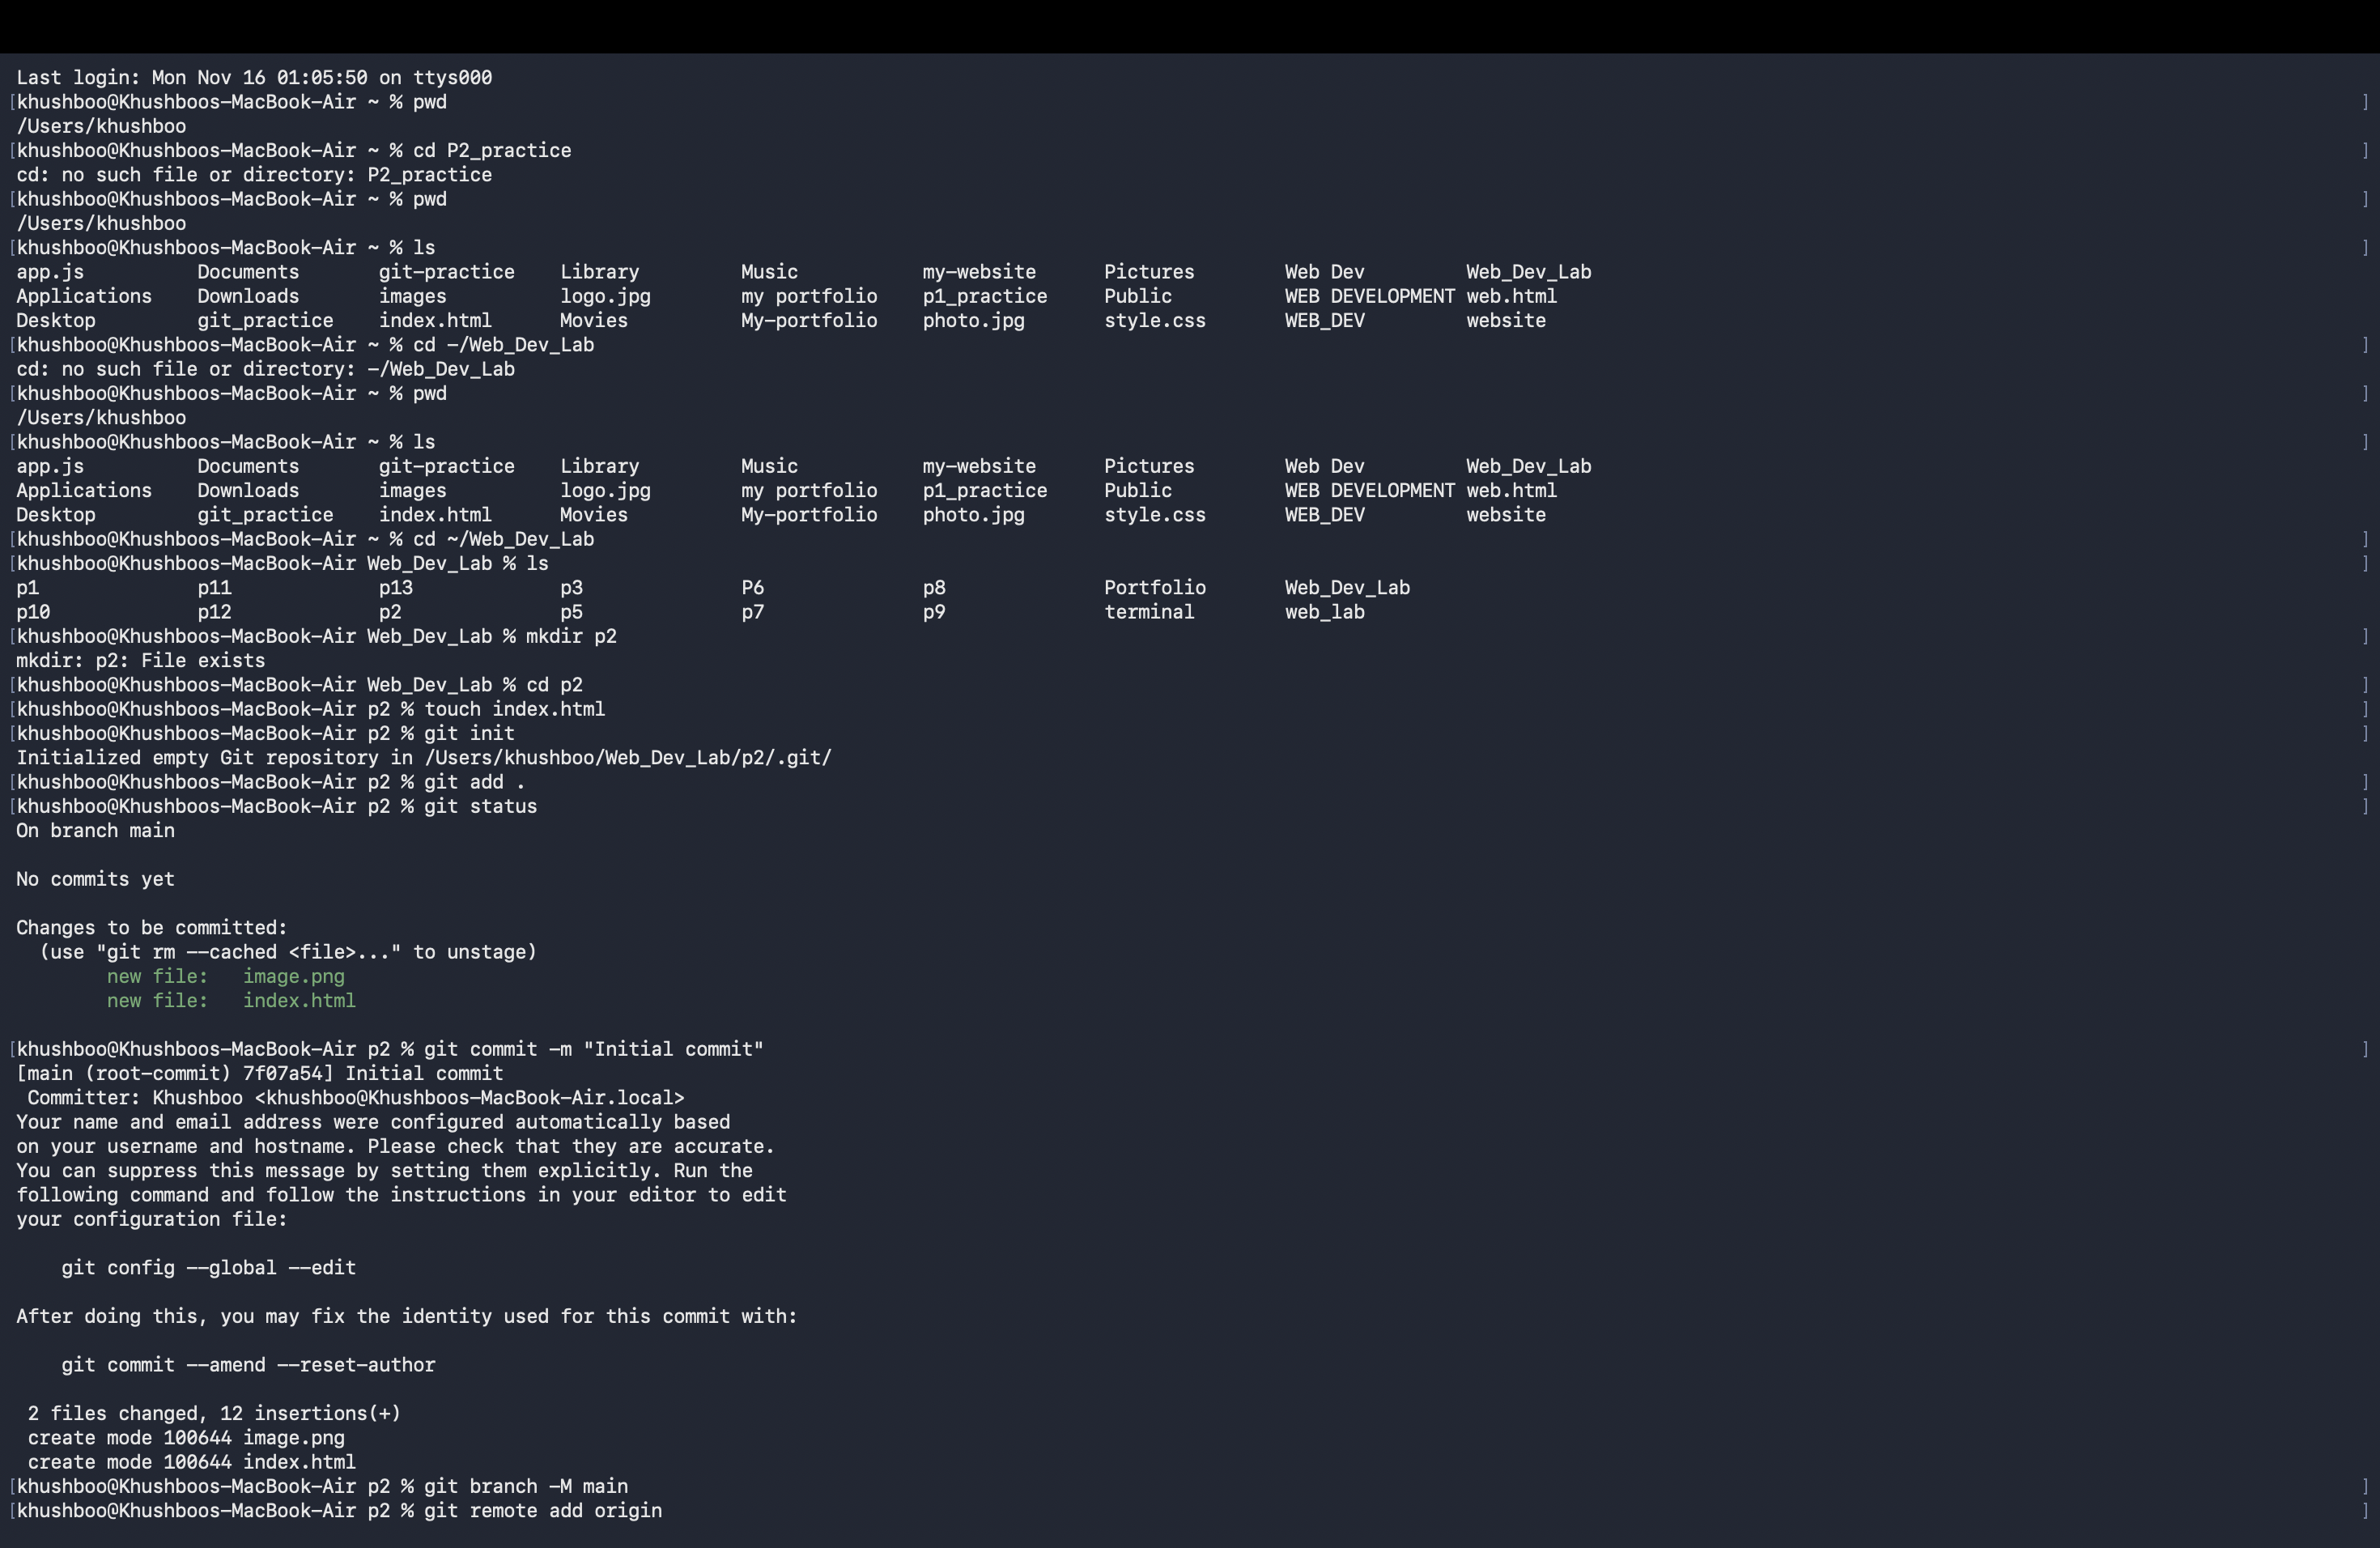 Last login: Mon Nov 16 01:05:50 on ttys000
[khushboo@Khushboos-MacBook-Air ~ % pwd ]
/Users/khushboo
[khushboo@Khushboos-MacBook-Air ~ % cd P2_practice ]
cd: no such file or directory: P2_practice
[khushboo@Khushboos-MacBook-Air ~ % pwd ]
/Users/khushboo
[khushboo@Khushboos-MacBook-Air ~ % ls ]
app.js Documents git-practice Library Music my-website Pictures Web Dev Web_Dev_Lab
Applications Downloads images logo.jpg my portfolio p1_practice Public WEB DEVELOPMENT web.html
Desktop git_practice index.html Movies My-portfolio photo.jpg style.css WEB_DEV website
[khushboo@Khushboos-MacBook-Air ~ % cd -/Web_Dev_Lab ]
cd: no such file or directory: -/Web_Dev_Lab
[khushboo@Khushboos-MacBook-Air ~ % pwd ]
/Users/khushboo
[khushboo@Khushboos-MacBook-Air ~ % ls ]
app.js Documents git-practice Library Music my-website Pictures Web Dev Web_Dev_Lab
Applications Downloads images logo.jpg my portfolio p1_practice Public WEB DEVELOPMENT web.html
Desktop git_practice index.html Movies My-portfolio photo.jpg style.css WEB_DEV website
[khushboo@Khushboos-MacBook-Air ~ % cd ~/Web_Dev_Lab ]
[khushboo@Khushboos-MacBook-Air Web_Dev_Lab % ls ]
p1 p11 p13 p3 P6 p8 Portfolio Web_Dev_Lab
p10 p12 p2 p5 p7 p9 terminal web_lab
[khushboo@Khushboos-MacBook-Air Web_Dev_Lab % mkdir p2 ]
mkdir: p2: File exists
[khushboo@Khushboos-MacBook-Air Web_Dev_Lab % cd p2 ]
[khushboo@Khushboos-MacBook-Air p2 % touch index.html ]
[khushboo@Khushboos-MacBook-Air p2 % git init ]
Initialized empty Git repository in /Users/khushboo/Web_Dev_Lab/p2/.git/
[khushboo@Khushboos-MacBook-Air p2 % git add . ]
[khushboo@Khushboos-MacBook-Air p2 % git status ]
On branch main
No commits yet
Changes to be committed:
(use "git rm --cached <file>..." to unstage)
new file: image.png
new file: index.html
[khushboo@Khushboos-MacBook-Air p2 % git commit -m "Initial commit" ]
[main (root-commit) 7f07a54] Initial commit
Committer: Khushboo <khushboo@Khushboos-MacBook-Air.local>
Your name and email address were configured automatically based
on your username and hostname. Please check that they are accurate.
You can suppress this message by setting them explicitly. Run the
following command and follow the instructions in your editor to edit
your configuration file:
git config --global --edit
After doing this, you may fix the identity used for this commit with:
git commit --amend --reset-author
2 files changed, 12 insertions(+)
create mode 100644 image.png
create mode 100644 index.html
[khushboo@Khushboos-MacBook-Air p2 % git branch -M main ]
[khushboo@Khushboos-MacBook-Air p2 % git remote add origin ]